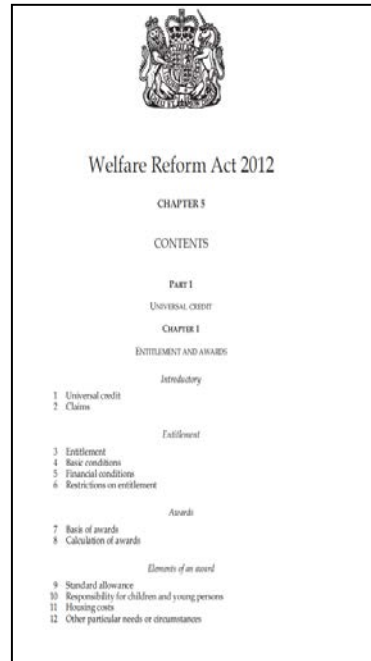 Welfare Reform Act 2012
CHAPTER 5
CONTENTS
PART 1
UNIVERSAL CREDIT
CHAPTER 1
ENTITLEMENT AND AWARDS
Introductory
1 Universal credit
2 Claims
Entitlement
3 Entitlement
4 Basic conditions
5 Financial conditions
6 Restrictions on entitlement
Awards
7 Basis of awards
8 Calculation of awards
Elements of an award
9 Standard allowance
10 Responsibility for children and young persons
11 Housing costs
12 Other particular needs or circumstances